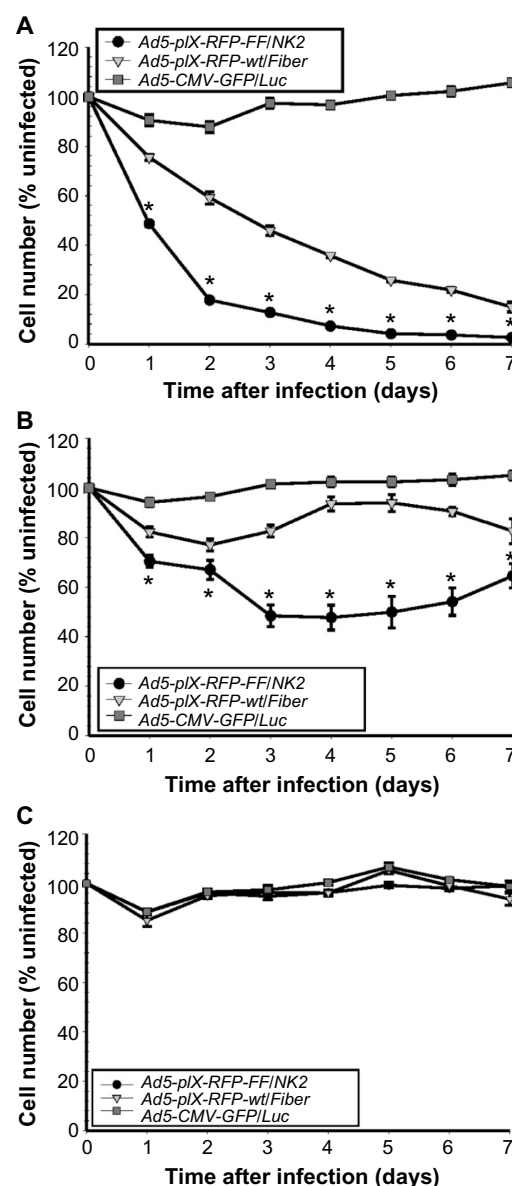 A
Ad5-pIX-RFP-FF/NK2
Ad5-pIX-RFP-wt/Fiber
Ad5-CMV-GFP/Luc
Cell number (% uninfected)
120
100
80
60
40
20
0
* * * * * * *
0 1 2 3 4 5 6 7
Time after infection (days)
B
Cell number (% uninfected)
120
100
80
60
40
20
0
* * * * * * *
Ad5-pIX-RFP-FF/NK2
Ad5-pIX-RFP-wt/Fiber
Ad5-CMV-GFP/Luc
0 1 2 3 4 5 6 7
Time after infection (days)
C
Cell number (% uninfected)
120
100
80
60
40
20
0
Ad5-pIX-RFP-FF/NK2
Ad5-pIX-RFP-wt/Fiber
Ad5-CMV-GFP/Luc
0 1 2 3 4 5 6 7
Time after infection (days)